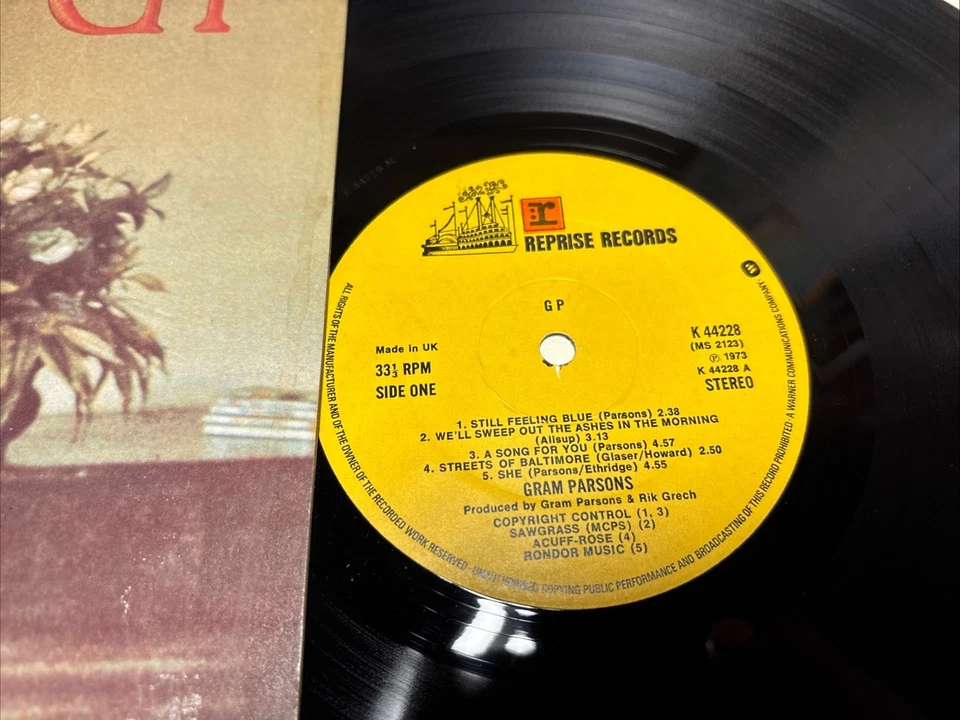 GP
r
REPRISE RECORDS
G P
Made in UK
33⅓ RPM
SIDE ONE
K 44228
(MS 2123)
Ⓟ 1973
K 44228 A
STEREO
1. STILL FEELING BLUE (Parsons) 2.38
2. WE'LL SWEEP OUT THE ASHES IN THE MORNING
(Allsup) 3.13
3. A SONG FOR YOU (Parsons) 4.57
4. STREETS OF BALTIMORE (Glaser/Howard) 2.50
5. SHE (Parsons/Ethridge) 4.55
GRAM PARSONS
Produced by Gram Parsons & Rik Grech
COPYRIGHT CONTROL (1, 3)
SAWGRASS (MCPS) (2)
ACUFF-ROSE (4)
RONDOR MUSIC (5)
ALL RIGHTS OF THE MANUFACTURER AND OF THE OWNER OF THE RECORDED WORK RESERVED · UNAUTHORISED COPYING PUBLIC PERFORMANCE AND BROADCASTING OF THIS RECORD PROHIBITED · A WARNER COMMUNICATIONS COMPANY ·